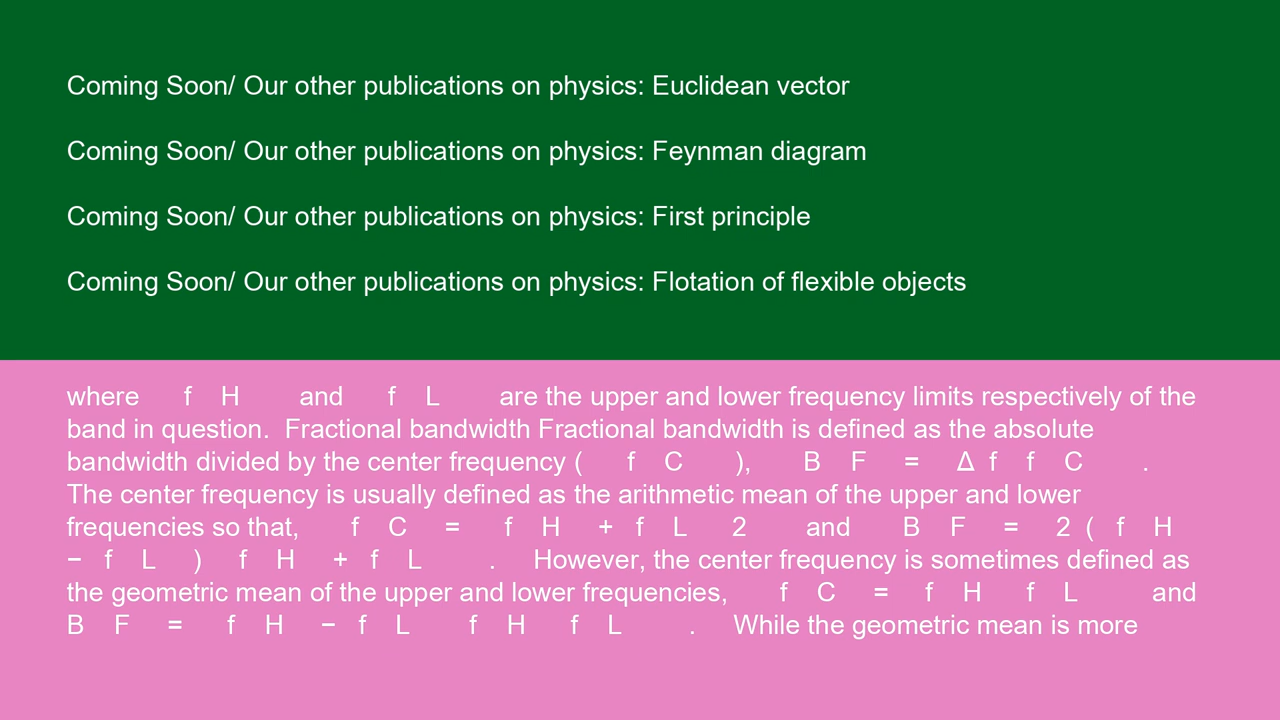 Coming Soon/ Our other publications on physics: Euclidean vector
Coming Soon/ Our other publications on physics: Feynman diagram
Coming Soon/ Our other publications on physics: First principle
Coming Soon/ Our other publications on physics: Flotation of flexible objects
where f H and f L are the upper and lower frequency limits respectively of the
band in question. Fractional bandwidth Fractional bandwidth is defined as the absolute
bandwidth divided by the center frequency ( f C ), B F = Δ f f C .
The center frequency is usually defined as the arithmetic mean of the upper and lower
frequencies so that, f C = f H + f L 2 and B F = 2 ( f H
− f L ) f H + f L . However, the center frequency is sometimes defined as
the geometric mean of the upper and lower frequencies, f C = f H f L and
B F = f H − f L f H f L . While the geometric mean is more